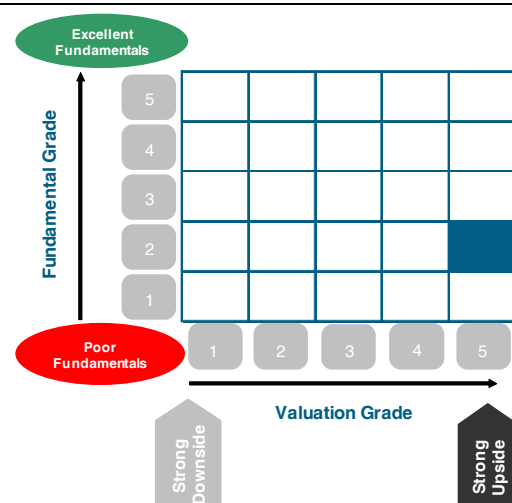 Excellent
Fundamentals
Fundamental Grade
5
4
3
2
1
Poor
Fundamentals
1
2
3
4
5
Valuation Grade
Strong
Downside
Strong
Upside